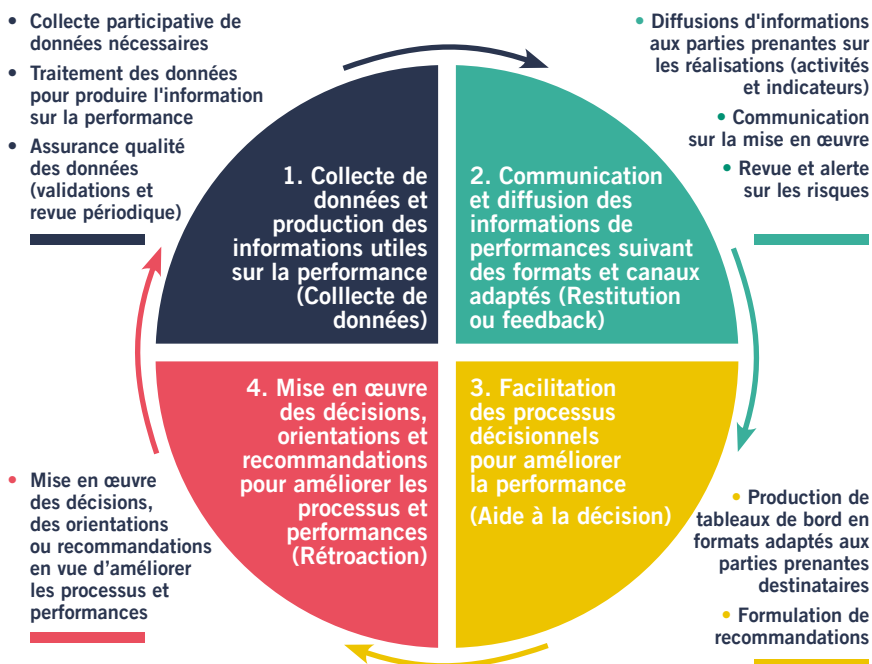 • Collecte participative de
données nécessaires
• Traitement des données
pour produire l'information
sur la performance
• Assurance qualité
des données
(validations et
revue périodique)
• Diffusions d'informations
aux parties prenantes sur
les réalisations (activités
et indicateurs)
• Communication
sur la mise en œuvre
• Revue et alerte
sur les risques
1. Collecte de
données et
production des
informations utiles
sur la performance
(Colllecte de
données)
2. Communication
et diffusion des
informations de
performances suivant
des formats et canaux
adaptés (Restitution
ou feedback)
3. Facilitation
des processus
décisionnels
pour améliorer
la performance
(Aide à la décision)
4. Mise en œuvre
des décisions,
orientations et
recommandations
pour améliorer les
processus et
performances
(Rétroaction)
• Production de
tableaux de bord en
formats adaptés aux
parties prenantes
destinataires
• Formulation de
recommandations
• Mise en œuvre
des décisions,
des orientations
ou recommandations
en vue d’améliorer
les processus et
performances